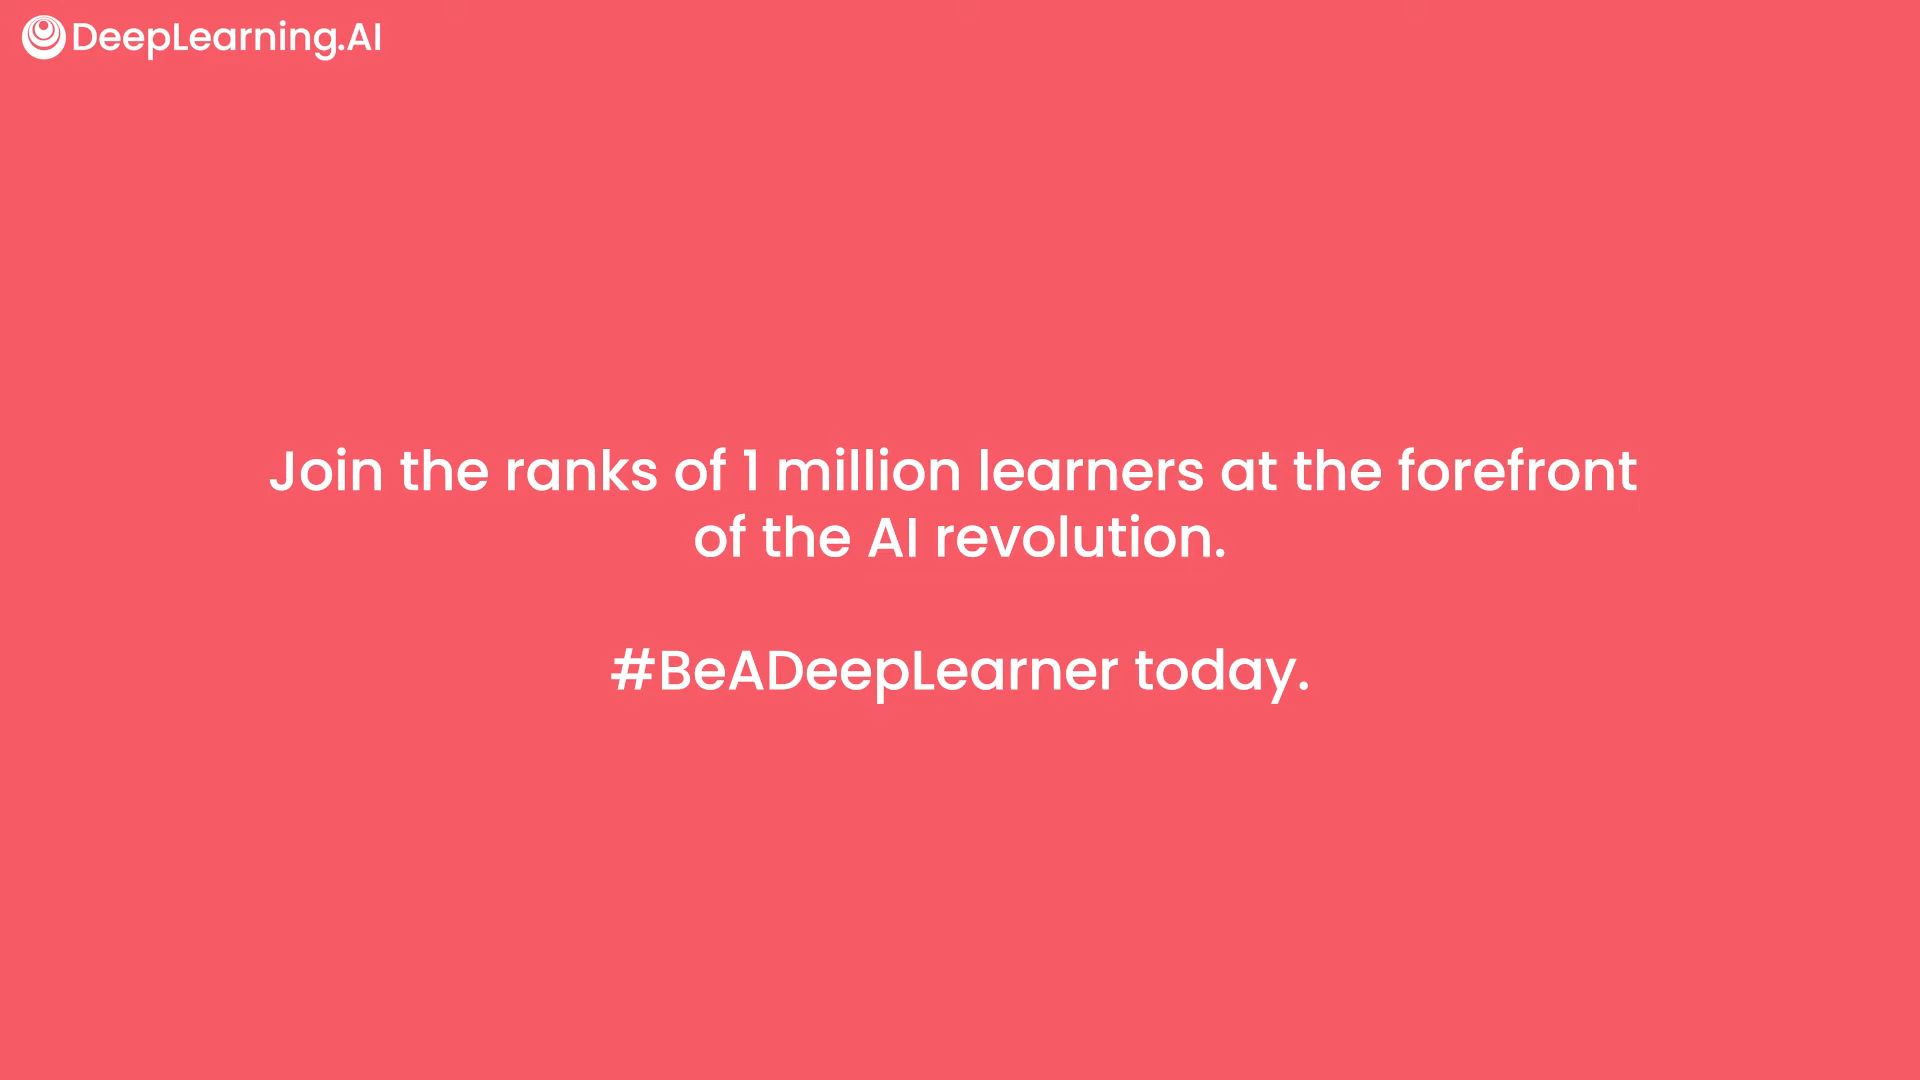 DeepLearning.AI
Join the ranks of 1 million learners at the forefront
of the AI revolution.
#BeADeepLearner today.